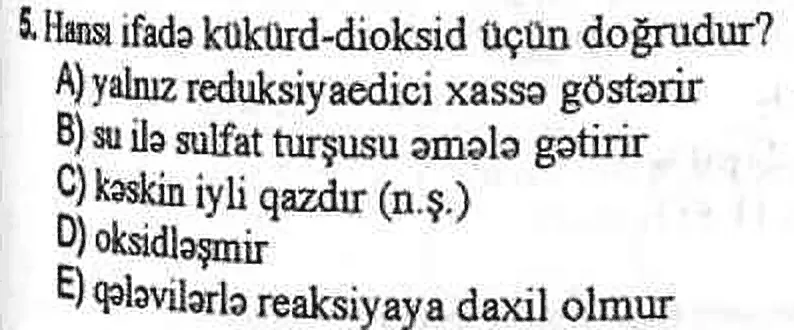 5. Hansı ifadə kükürd-dioksid üçün doğrudur?
A) yalnız reduksiyaedici xassə göstərir
B) su ilə sulfat turşusu əmələ gətirir
C) kəskin iyli qazdır (n.ş.)
D) oksidləşmir
E) qələvilərlə reaksiyaya daxil olmur